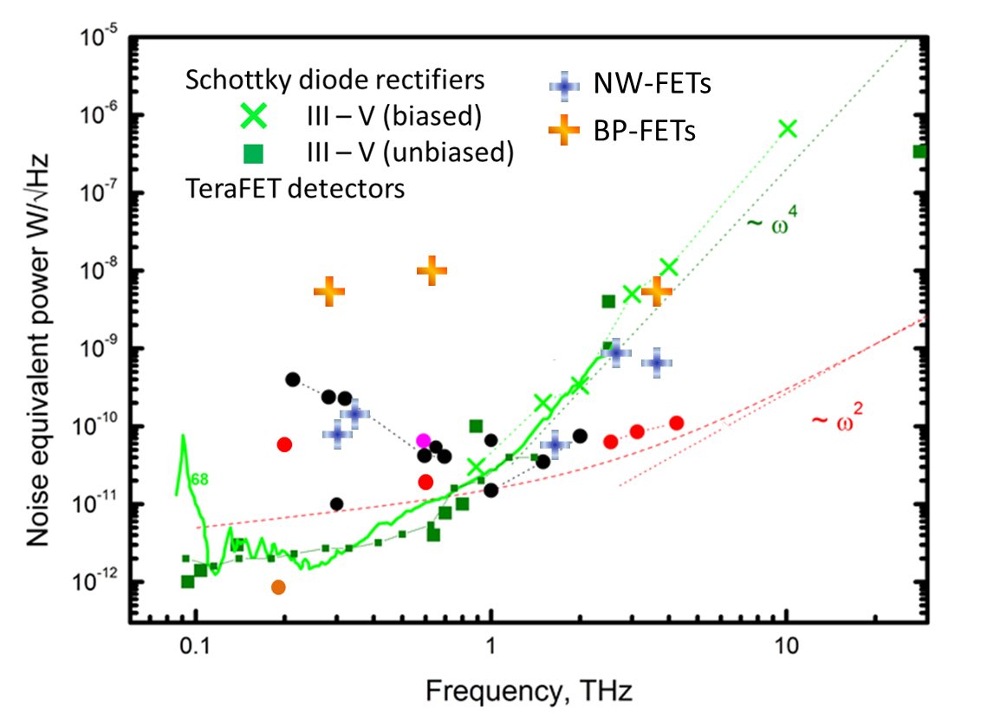 Noise equivalent power W/√Hz
10⁻⁵
10⁻⁶
10⁻⁷
10⁻⁸
10⁻⁹
10⁻¹⁰
10⁻¹¹
10⁻¹²
Schottky diode rectifiers
III – V (biased)
III – V (unbiased)
TeraFET detectors
NW-FETs
BP-FETs
~ ω⁴
~ ω²
68
0.1
1
10
Frequency, THz